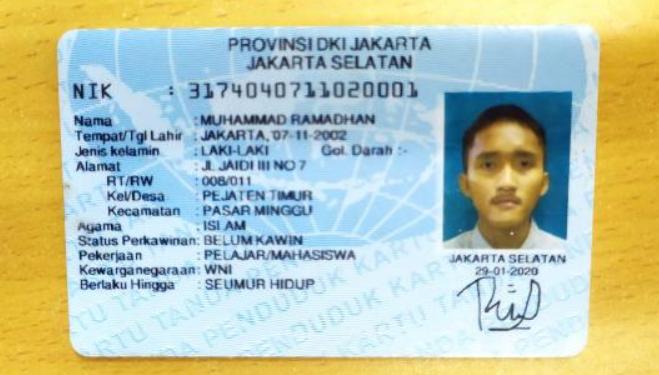 PROVINSI DKI JAKARTA
JAKARTA SELATAN
NIK : 3174040711020001
Nama : MUHAMMAD RAMADHAN
Tempat/Tgl Lahir : JAKARTA, 07-11-2002
Jenis kelamin : LAKI-LAKI Gol. Darah :-
Alamat : JL JAIDI III NO 7
RT/RW : 008/011
Kel/Desa : PEJATEN TIMUR
Kecamatan : PASAR MINGGU
Agama : ISLAM
Status Perkawinan: BELUM KAWIN
Pekerjaan : PELAJAR/MAHASISWA
Kewarganegaraan: WNI
Berlaku Hingga : SEUMUR HIDUP
JAKARTA SELATAN
29-01-2020
KARTU TANDA PENDUDUK